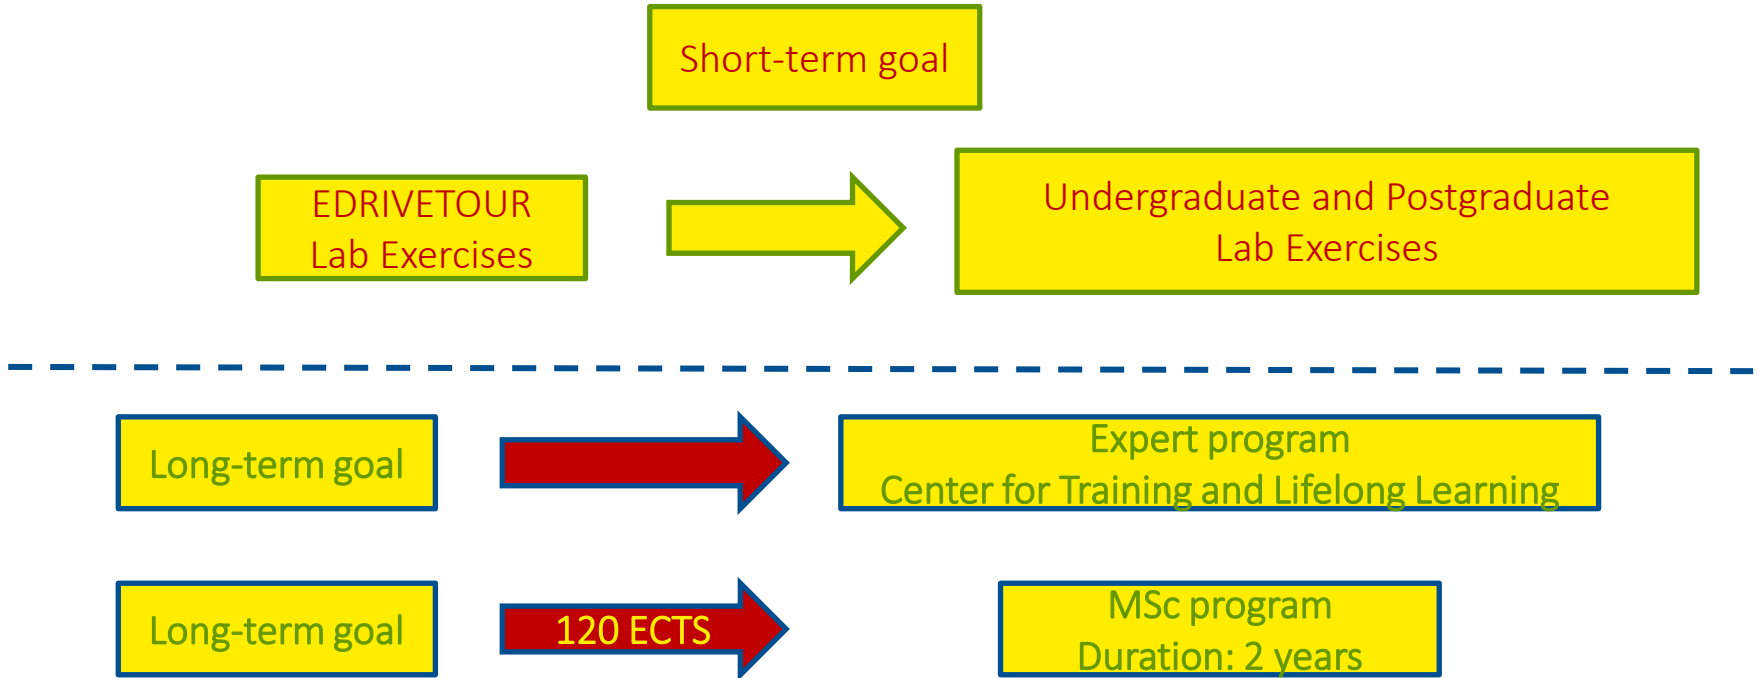 Short-term goal
EDRIVETOUR
Lab Exercises
Undergraduate and Postgraduate
Lab Exercises
Long-term goal
Expert program
Center for Training and Lifelong Learning
Long-term goal
120 ECTS
MSc program
Duration: 2 years